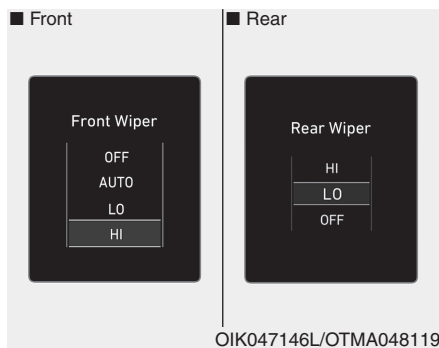 ■ Front
Front Wiper
OFF
AUTO
LO
HI
■ Rear
Rear Wiper
HI
LO
OFF
OIK047146L/OTMA048119